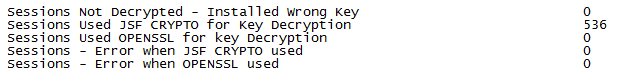 Sessions Not Decrypted - Installed Wrong Key 0
Sessions Used JSF CRYPTO for Key Decryption 536
Sessions Used OPENSSL for key Decryption 0
Sessions - Error when JSF CRYPTO used 0
Sessions - Error when OPENSSL used 0